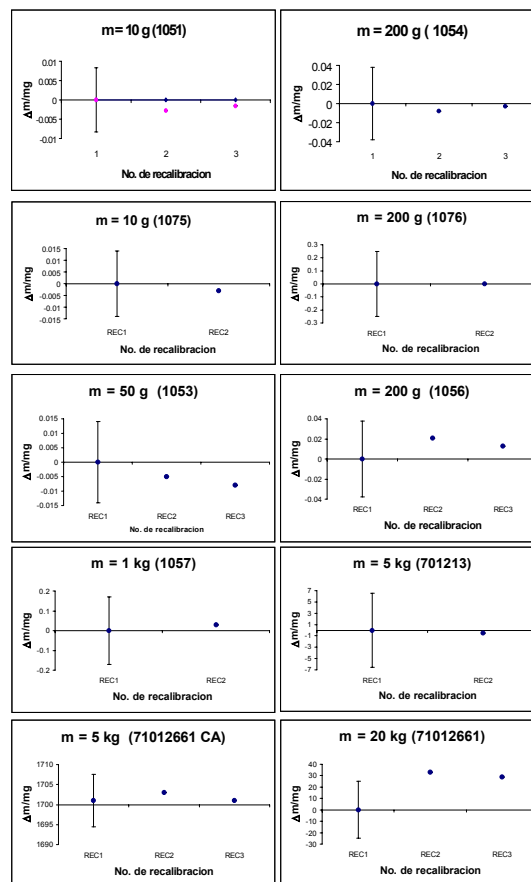 m= 10 g (1051)
Δm/mg
0.01
0.005
0
-0.005
-0.01
1 2 3
No. de recalibracion
m = 200 g ( 1054)
Δm/mg
0.04
0.02
0
-0.02
-0.04
1 2 3
No. de recalibracion
m = 10 g (1075)
Δm/mg
0.015
0.01
0.005
0
-0.005
-0.01
-0.015
REC1 REC2
No. de recalibracion
m = 200 g (1076)
Δm/mg
0.3
0.2
0.1
0
-0.1
-0.2
-0.3
REC1 REC2
No. de recalibracion
m = 50 g (1053)
Δm/mg
0.015
0.01
0.005
0
-0.005
-0.01
-0.015
REC1 REC2 REC3
No. de recalibracion
m = 200 g (1056)
Δm/mg
0.04
0.02
0
-0.02
-0.04
REC1 REC2 REC3
No. de recalibracion
m = 1 kg (1057)
Δm/mg
0.2
0.1
0
-0.1
-0.2
REC1 REC2
No. de recalibracion
m = 5 kg (701213)
Δm/mg
7
5
3
1
-1
-3
-5
-7
REC1 REC2
No. de recalibracion
m = 5 kg (71012661 CA)
Δm/mg
1710
1705
1700
1695
1690
REC1 REC2 REC3
No. de recalibracion
m = 20 kg (71012661)
Δm/mg
40
30
20
10
0
-10
-20
-30
REC1 REC2 REC3
No. de recalibracion